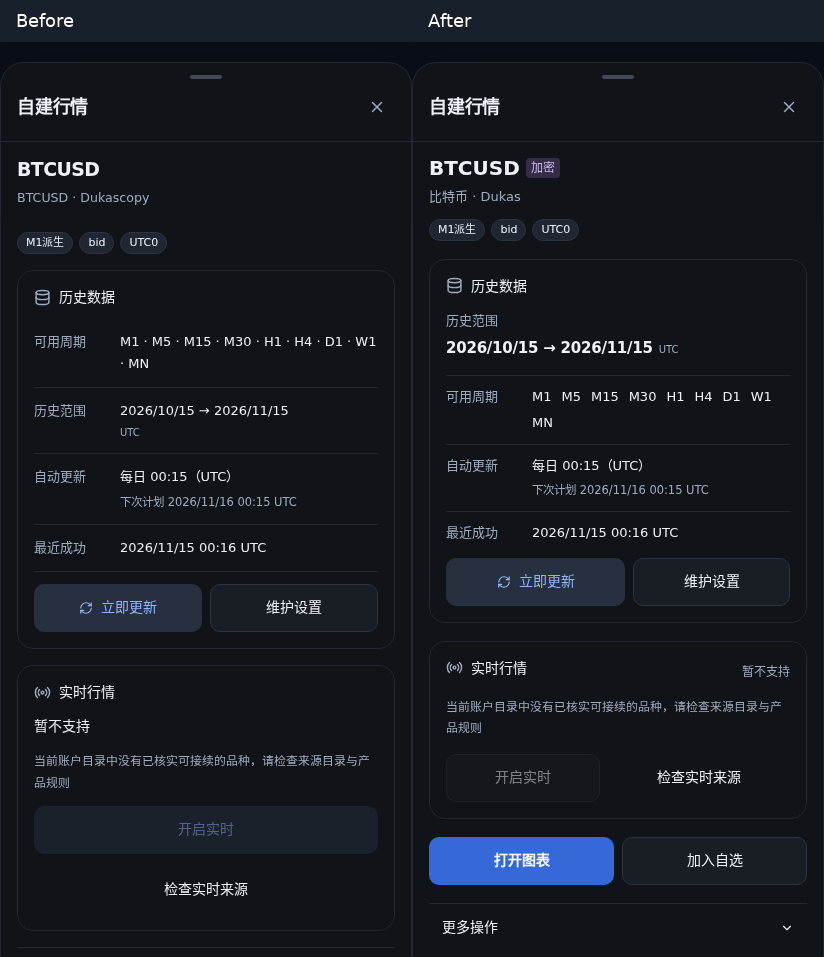 Before
自建行情
BTCUSD
BTCUSD · Dukascopy
M1派生 bid UTC0
历史数据
可用周期 M1 · M5 · M15 · M30 · H1 · H4 · D1 · W1
· MN
历史范围 2026/10/15 → 2026/11/15
UTC
自动更新 每日 00:15（UTC）
下次计划 2026/11/16 00:15 UTC
最近成功 2026/11/15 00:16 UTC
立即更新 维护设置
实时行情
暂不支持
当前账户目录中没有已核实可接续的品种，请检查来源目录与产
品规则
开启实时
检查实时来源
After
自建行情
BTCUSD 加密
比特币 · Dukas
M1派生 bid UTC0
历史数据
历史范围
2026/10/15 → 2026/11/15 UTC
可用周期 M1 M5 M15 M30 H1 H4 D1 W1
MN
自动更新 每日 00:15（UTC）
下次计划 2026/11/16 00:15 UTC
最近成功 2026/11/15 00:16 UTC
立即更新 维护设置
实时行情 暂不支持
当前账户目录中没有已核实可接续的品种，请检查来源目录与产
品规则
开启实时 检查实时来源
打开图表 加入自选
更多操作